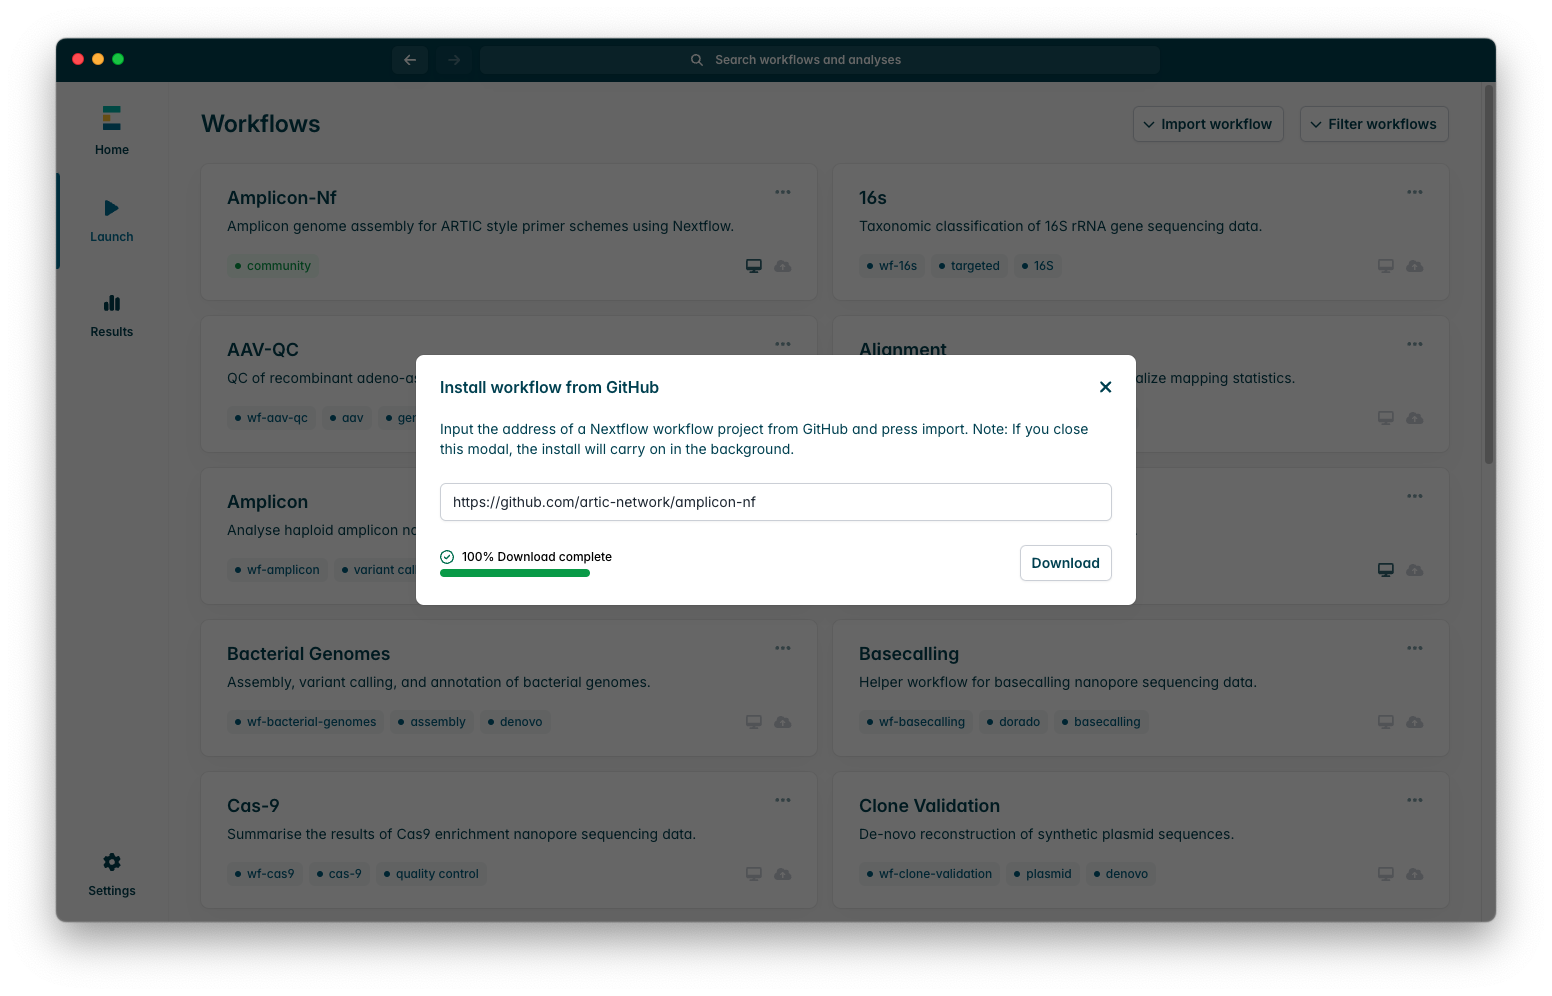 Search workflows and analyses
Home
Launch
Results
Settings
Workflows
Import workflow
Filter workflows
Amplicon-Nf
Amplicon genome assembly for ARTIC style primer schemes using Nextflow.
community
16s
Taxonomic classification of 16S rRNA gene sequencing data.
wf-16s targeted 16S
AAV-QC
QC of recombinant
wf-aav-qc aav
Alignment
mapping statistics.
Install workflow from GitHub
Input the address of a Nextflow workflow project from GitHub and press import. Note: If you close
this modal, the install will carry on in the background.
https://github.com/artic-network/amplicon-nf
100% Download complete
Download
Amplicon
Analyse haploid amplicon
wf-amplicon variant
Bacterial Genomes
Assembly, variant calling, and annotation of bacterial genomes.
wf-bacterial-genomes assembly denovo
Basecalling
Helper workflow for basecalling nanopore sequencing data.
wf-basecalling dorado basecalling
Cas-9
Summarise the results of Cas9 enrichment nanopore sequencing data.
wf-cas9 cas-9 quality control
Clone Validation
De-novo reconstruction of synthetic plasmid sequences.
wf-clone-validation plasmid denovo